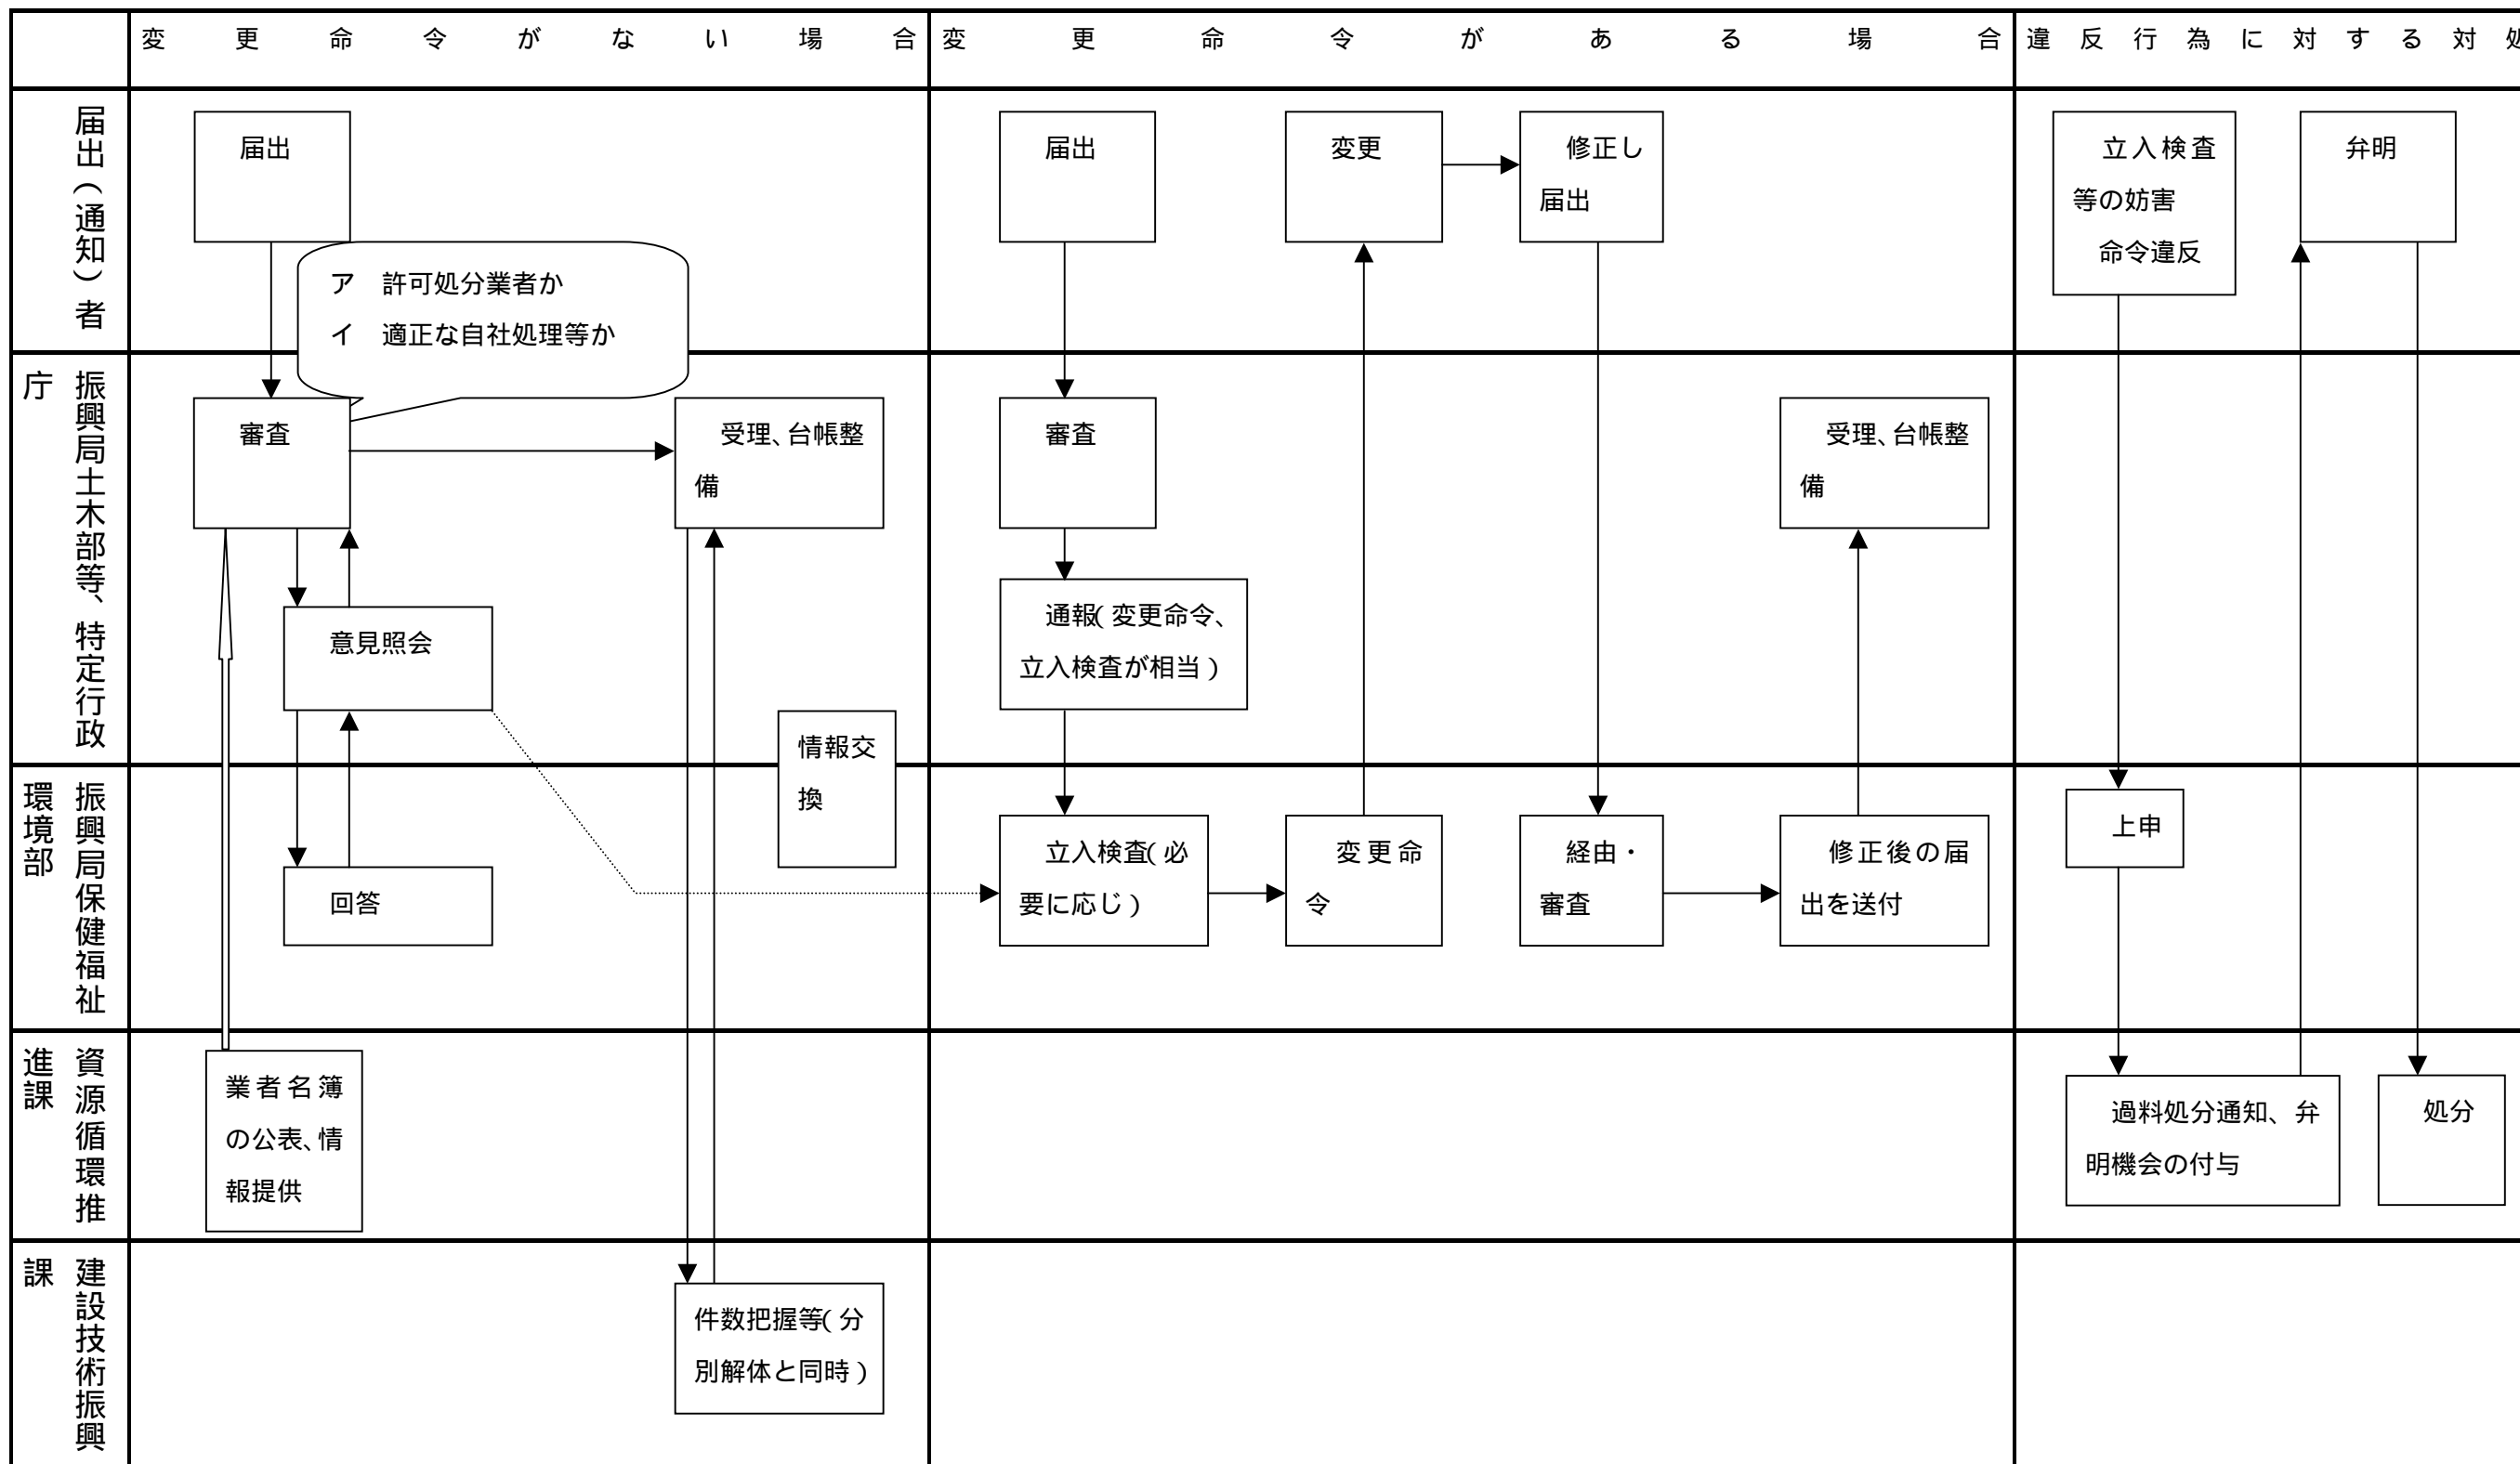 変更命令がない場合
変更命令がある場合
違反行為に対する対処
届出（通知）者
届出
ア　許可処分業者か
イ　適正な自社処理等か
届出
変更
修正し
届出
立入検査
等の妨害
命令違反
弁明
振興局土木部等、特定行政
庁
審査
受理、台帳整
備
意見照会
情報交
換
審査
通報（変更命令、
立入検査が相当）
受理、台帳整
備
振興局保健福祉
環境部
回答
立入検査（必
要に応じ）
変更命
令
経由・
審査
修正後の届
出を送付
上申
資源循環推
進課
業者名簿
の公表、情
報提供
過料処分通知、弁
明機会の付与
処分
建設技術振興
課
件数把握等（分
別解体と同時）